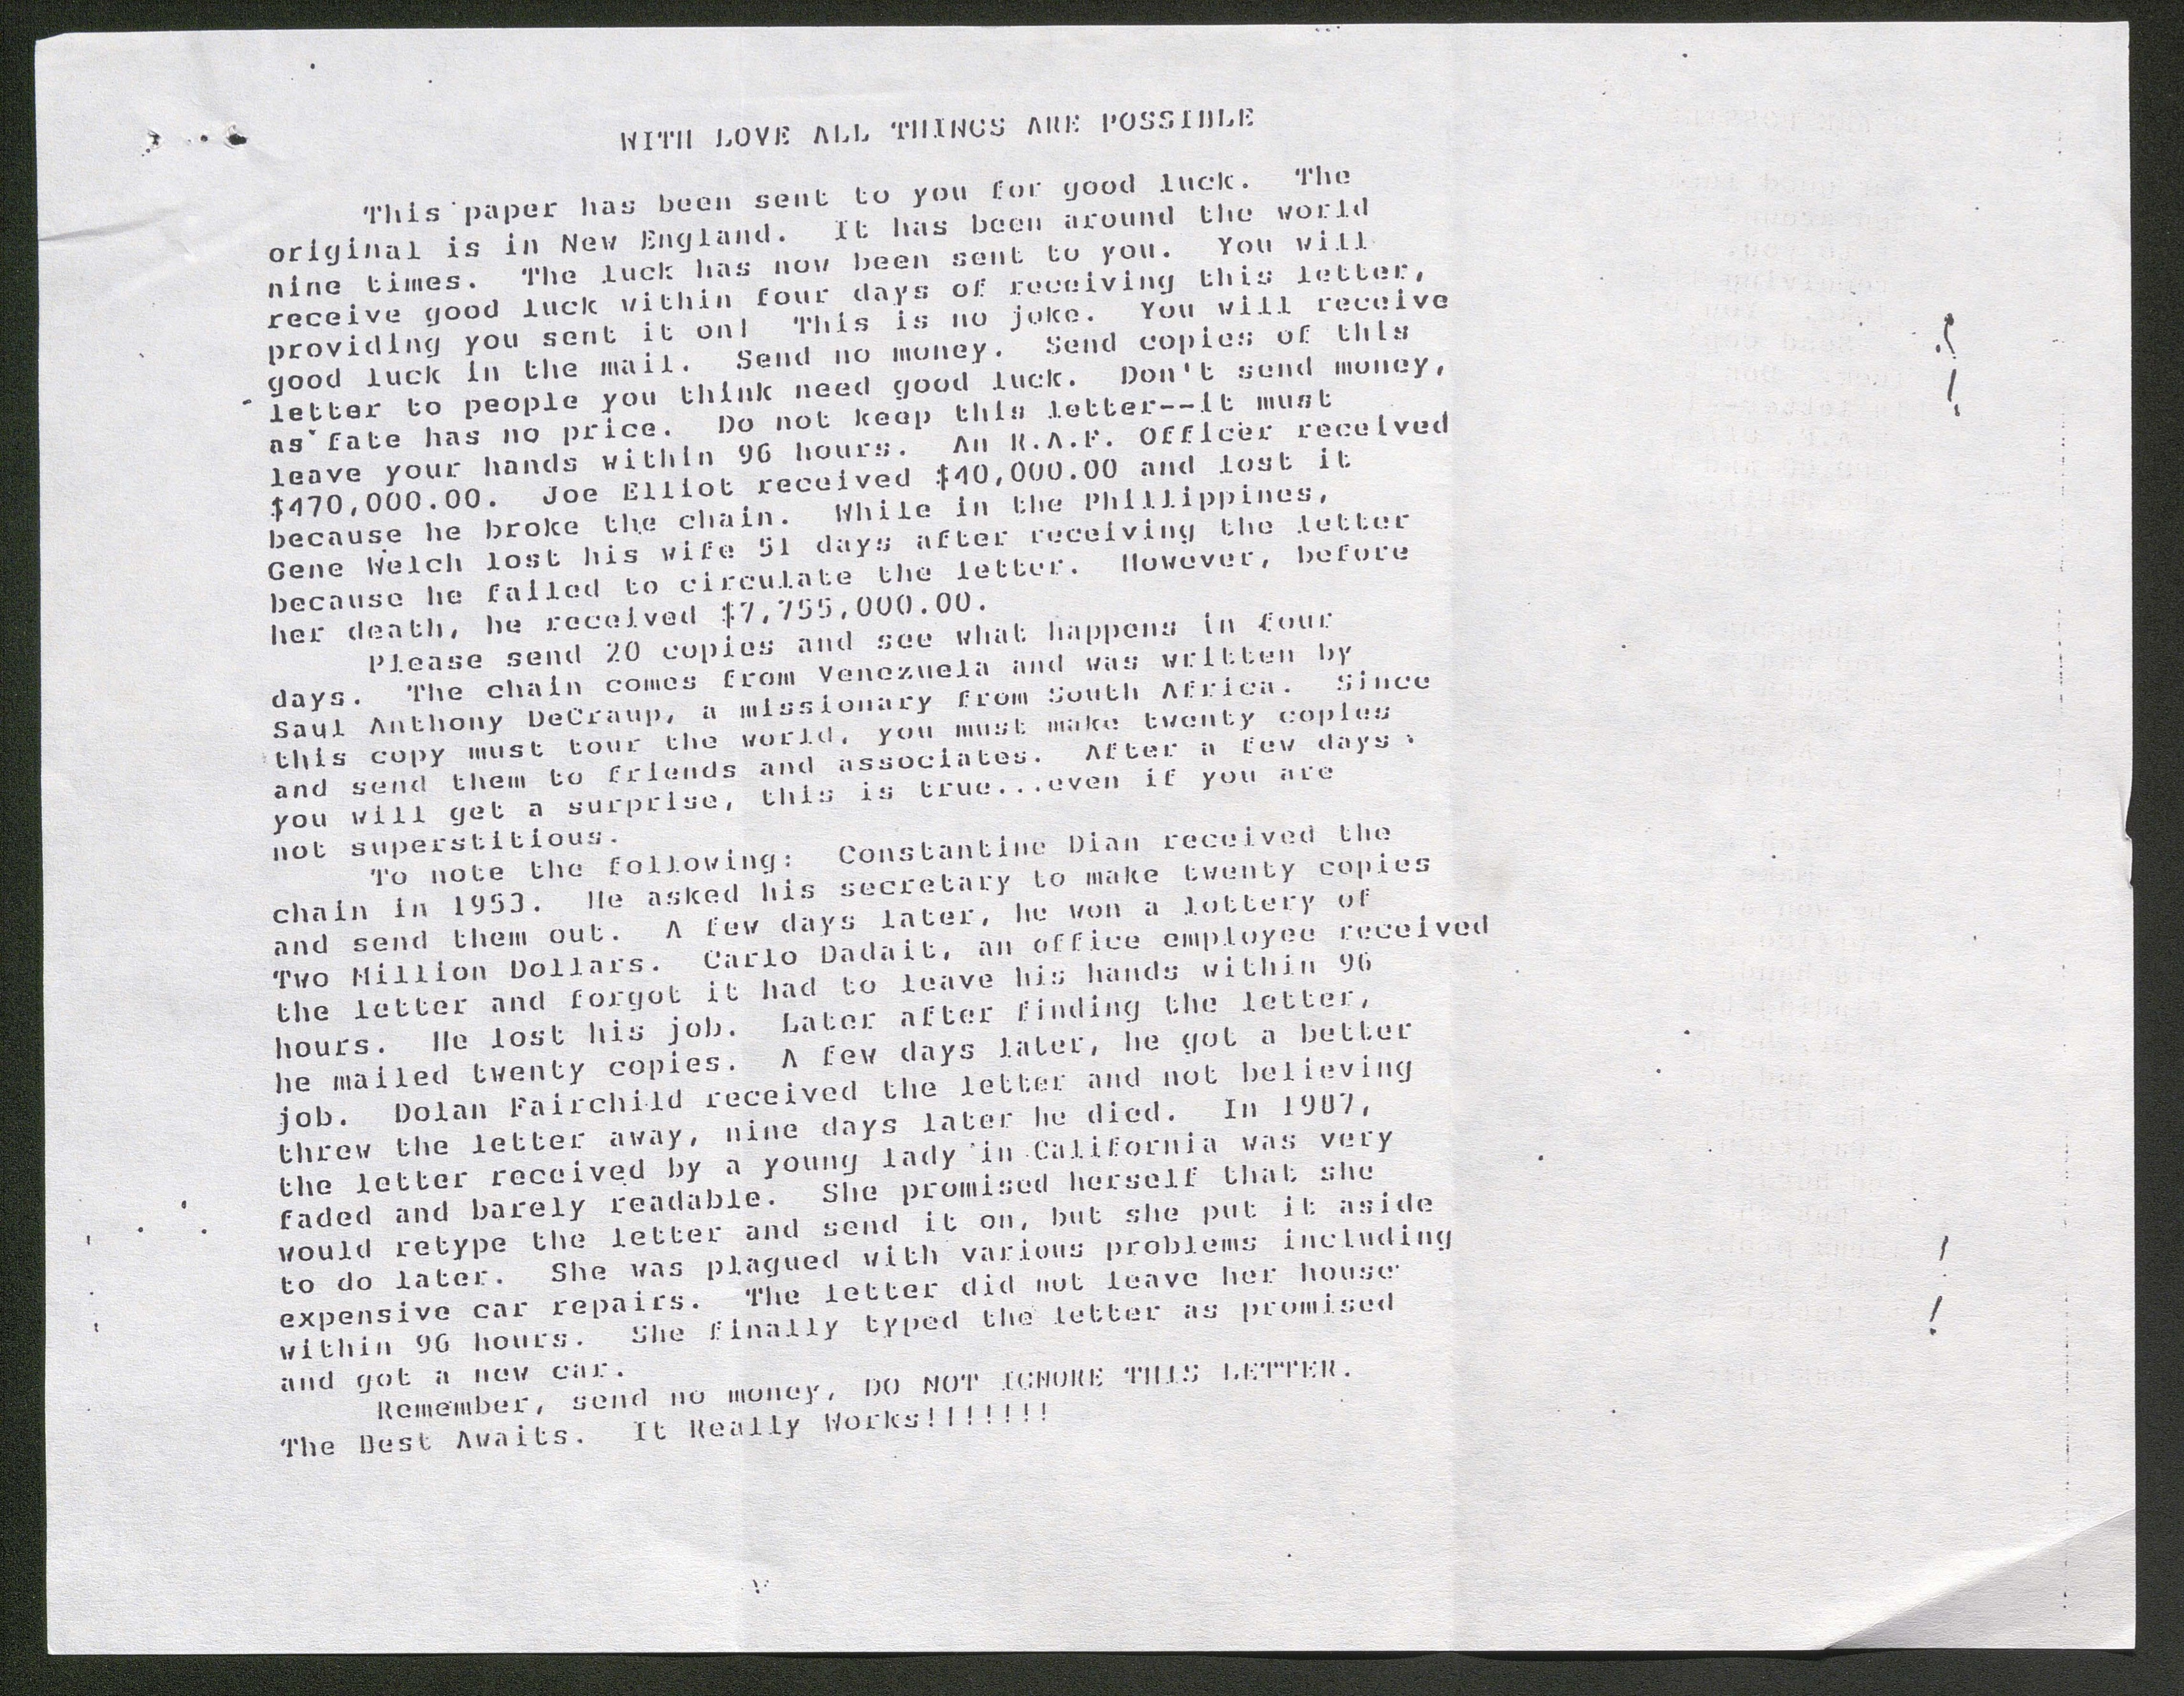 WITH LOVE ALL THINGS ARE POSSIBLE
This paper has been sent to you for good luck. The
original is in New England. It has been around the world
nine times. The luck has now been sent to you. You will
receive good luck within four days of receiving this letter,
providing you sent it on! This is no joke. You will receive
good luck in the mail. Send no money. Send copies of this
letter to people you think need good luck. Don't send money,
as fate has no price. Do not keep this letter--it must
leave your hands within 96 hours. An R.A.F. Officer received
$470,000.00. Joe Elliot received $40,000.00 and lost it
because he broke the chain. While in the Phillippines,
Gene Welch lost his wife 51 days after receiving the letter
because he failed to circulate the letter. However, before
her death, he received $7,755,000.00.
Please send 20 copies and see what happens in four
days. The chain comes from Venezuela and was written by
Saul Anthony DeCraup, a missionary from South Africa. Since
this copy must tour the world, you must make twenty copies
and send them to friends and associates. After a few days
you will get a surprise, this is true...even if you are
not superstitious.
To note the following: Constantine Dian received the
chain in 1953. He asked his secretary to make twenty copies
and send them out. A few days later, he won a lottery of
Two Million Dollars. Carlo Dadait, an office employee received
the letter and forgot it had to leave his hands within 96
hours. He lost his job. Later after finding the letter,
he mailed twenty copies. A few days later, he got a better
job. Dolan Fairchild received the letter and not believing
threw the letter away, nine days later he died. In 1987,
the letter received by a young lady in California was very
faded and barely readable. She promised herself that she
would retype the letter and send it on, but she put it aside
to do later. She was plagued with various problems including
expensive car repairs. The letter did not leave her house
within 96 hours. She finally typed the letter as promised
and got a new car.
Remember, send no money, DO NOT IGNORE THIS LETTER.
The Best Awaits. It Really Works!!!!!!!